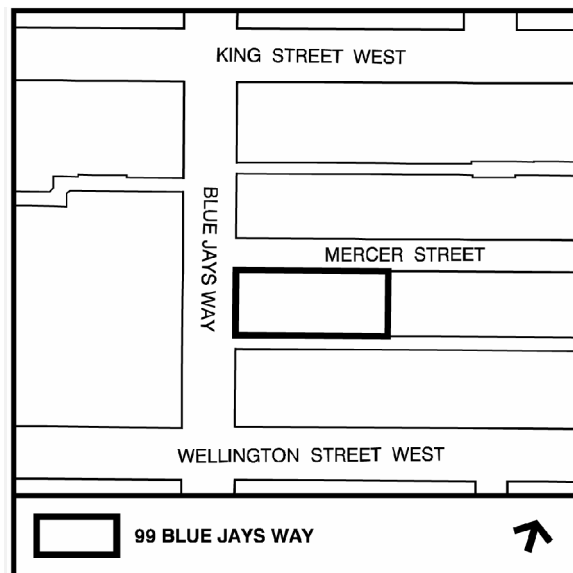 KING STREET WEST
BLUE JAYS WAY
MERCER STREET
WELLINGTON STREET WEST
99 BLUE JAYS WAY